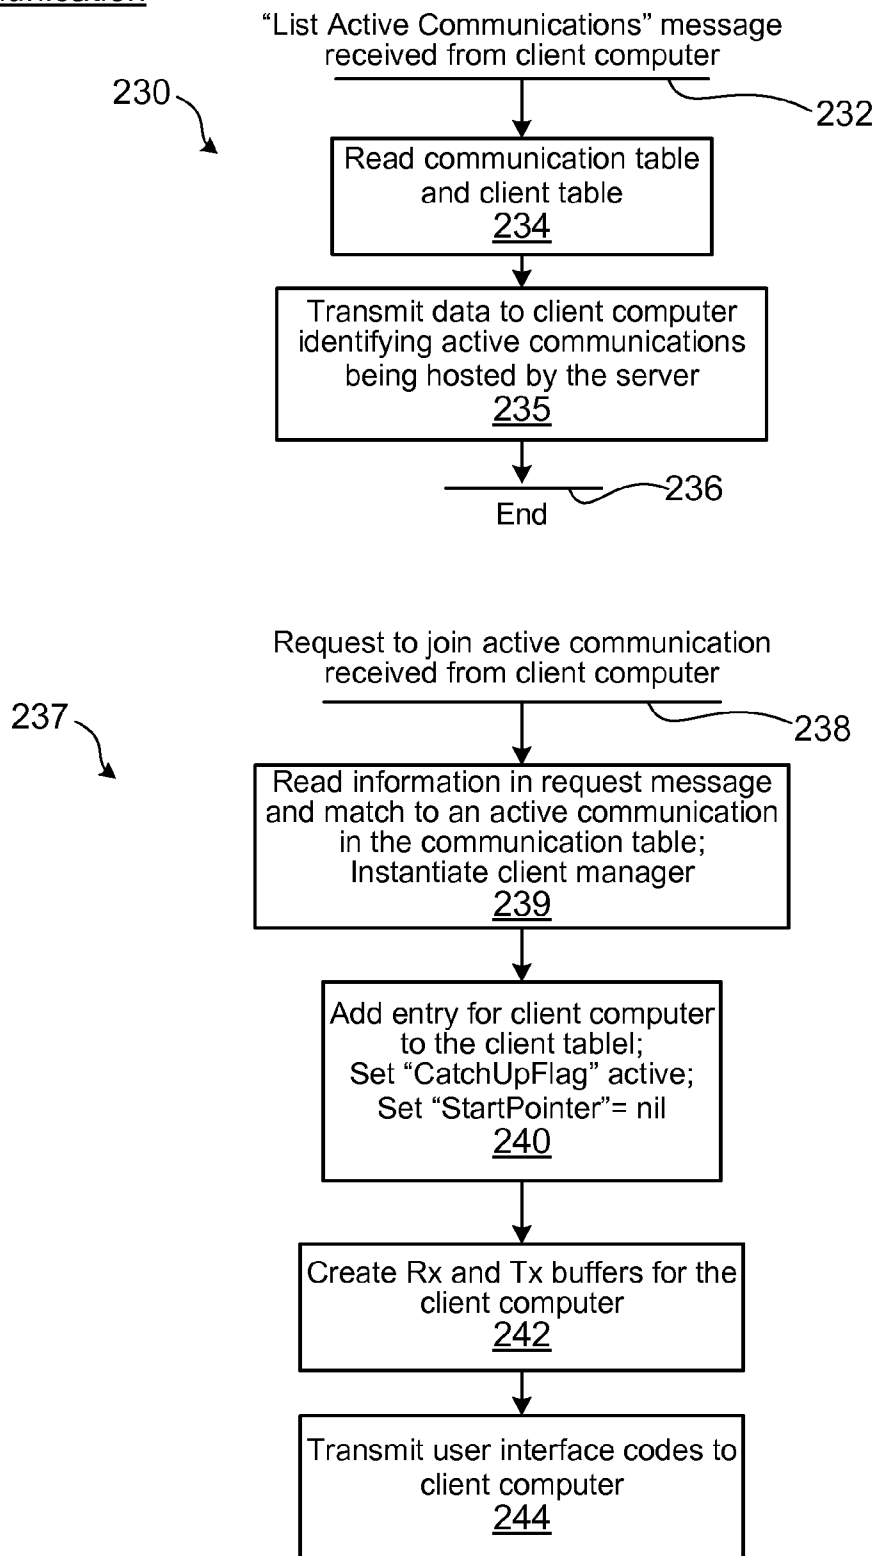 “List Active Communications” message
received from client computer
230
232
Read communication table
and client table
234
Transmit data to client computer
identifying active communications
being hosted by the server
235
236
End
Request to join active communication
received from client computer
237
238
Read information in request message
and match to an active communication
in the communication table;
Instantiate client manager
239
Add entry for client computer
to the client tablel;
Set “CatchUpFlag” active;
Set “StartPointer”= nil
240
Create Rx and Tx buffers for the
client computer
242
Transmit user interface codes to
client computer
244